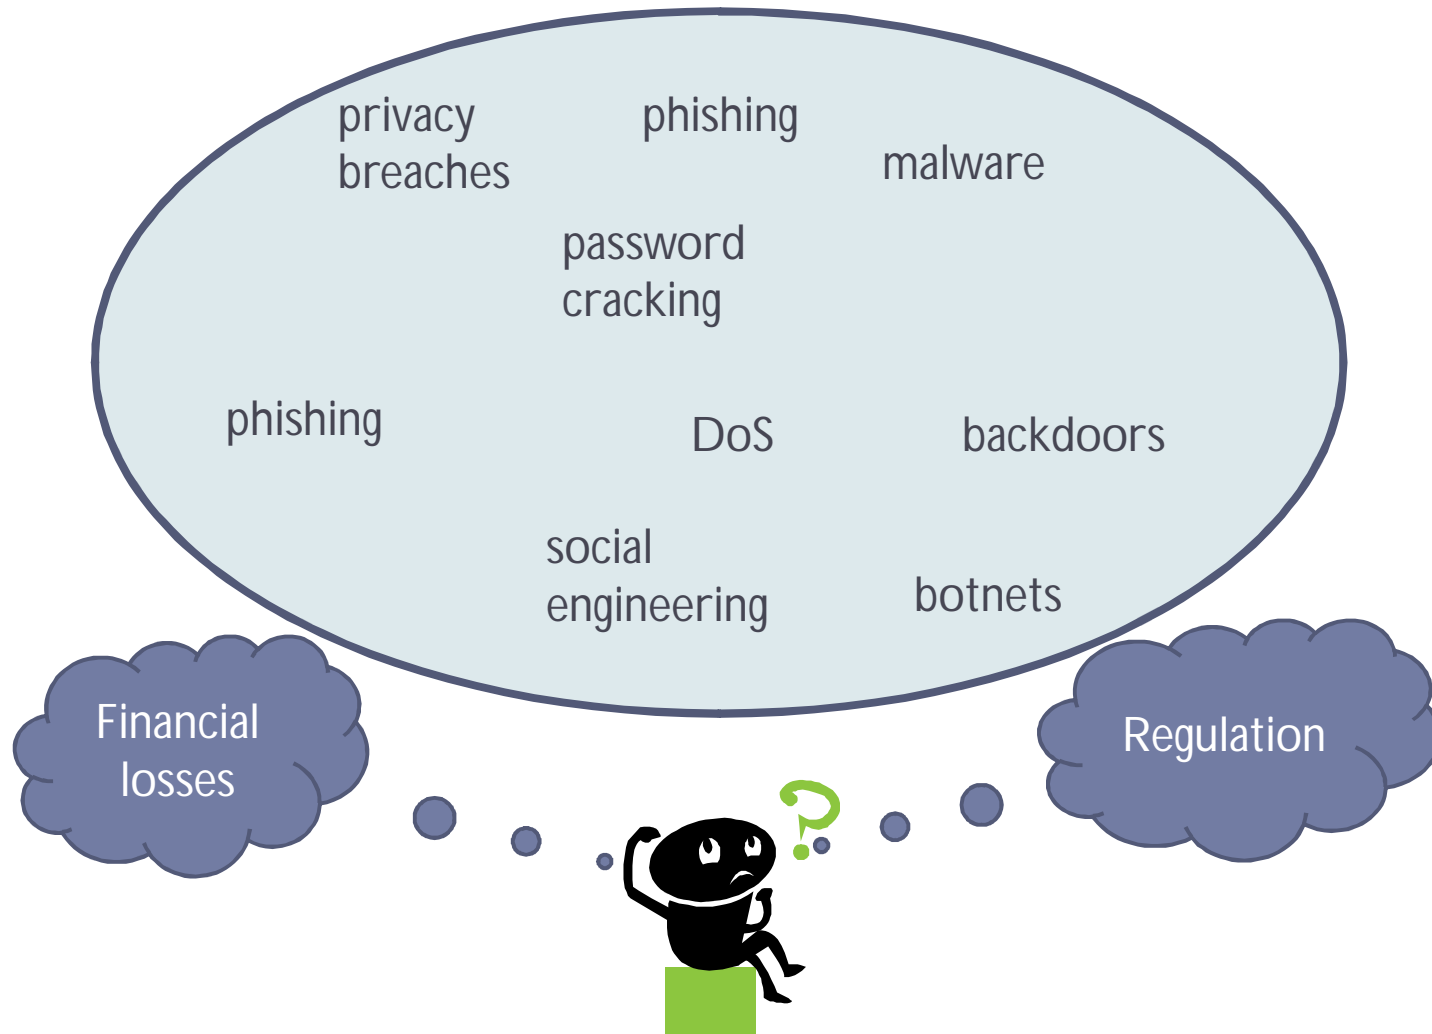 privacy
breaches
phishing
malware
password
cracking
phishing
DoS
backdoors
social
engineering
botnets
Financial
losses
Regulation
?